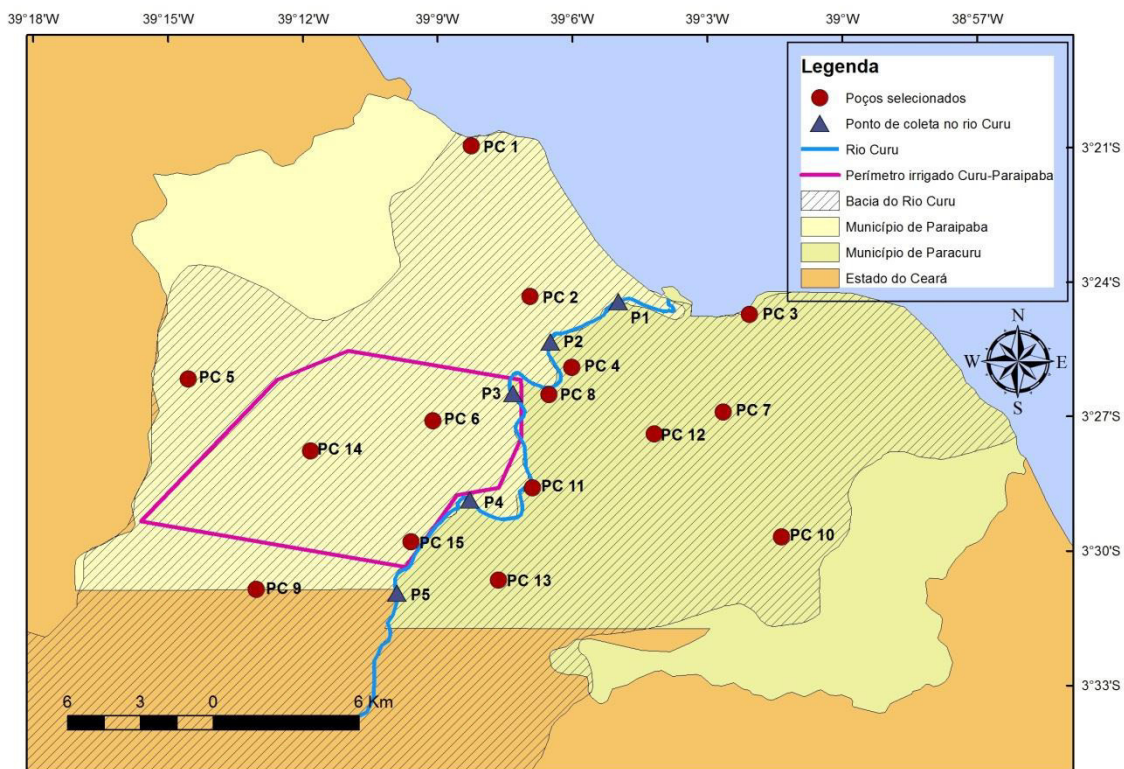 39°18'W 39°15'W 39°12'W 39°9'W 39°6'W 39°3'W 39°W 38°57'W
Legenda
Poços selecionados
Ponto de coleta no rio Curu
Rio Curu
Perímetro irrigado Curu-Paraipaba
Bacia do Rio Curu
Município de Paraipaba
Município de Paracuru
Estado do Ceará
3°21'S
3°24'S
3°27'S
3°30'S
3°33'S
PC 1
PC 2
P1
PC 3
P2
PC 4
PC 5
P3
PC 8
PC 6
PC 7
PC 12
PC 14
PC 11
P4
PC 15
PC 10
PC 13
PC 9
P5
N
W E
S
6 3 0 6 Km